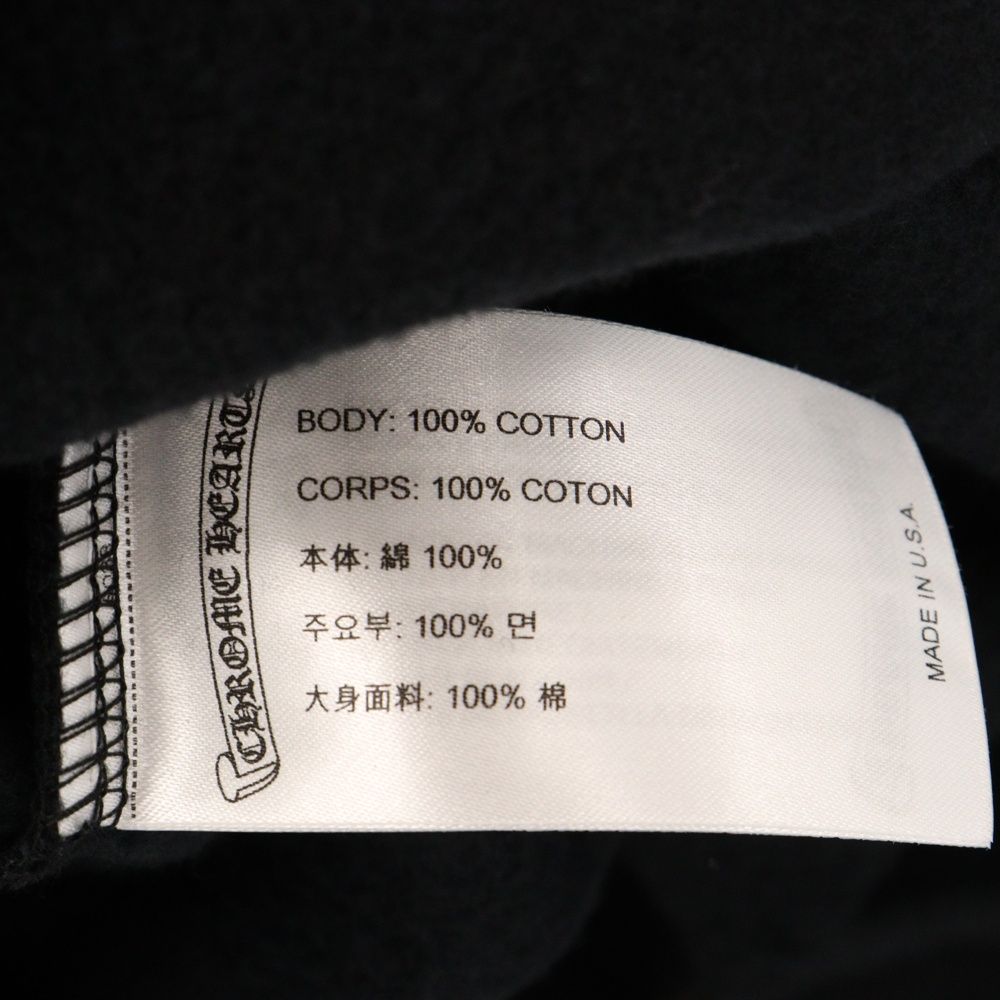 CHROME HEARTS
BODY: 100% COTTON
CORPS: 100% COTON
本体: 綿 100%
주요부: 100% 면
大身面料: 100% 棉
MADE IN U.S.A.